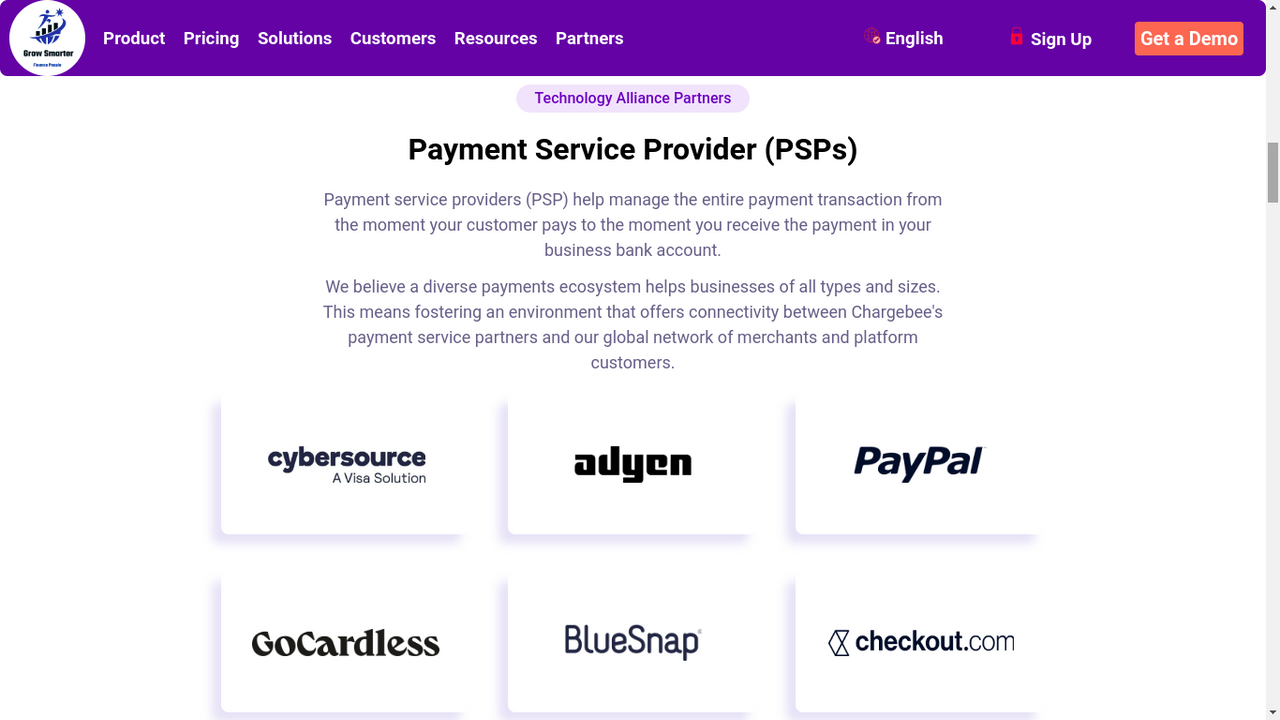 Grow Smarter
Finance People
Product
Pricing
Solutions
Customers
Resources
Partners
English
Sign Up
Get a Demo
Technology Alliance Partners
Payment Service Provider (PSPs)
Payment service providers (PSP) help manage the entire payment transaction from
the moment your customer pays to the moment you receive the payment in your
business bank account.
We believe a diverse payments ecosystem helps businesses of all types and sizes.
This means fostering an environment that offers connectivity between Chargebee's
payment service partners and our global network of merchants and platform
customers.
cybersource
A Visa Solution
adyen
PayPal
GoCardless
BlueSnap
checkout.com